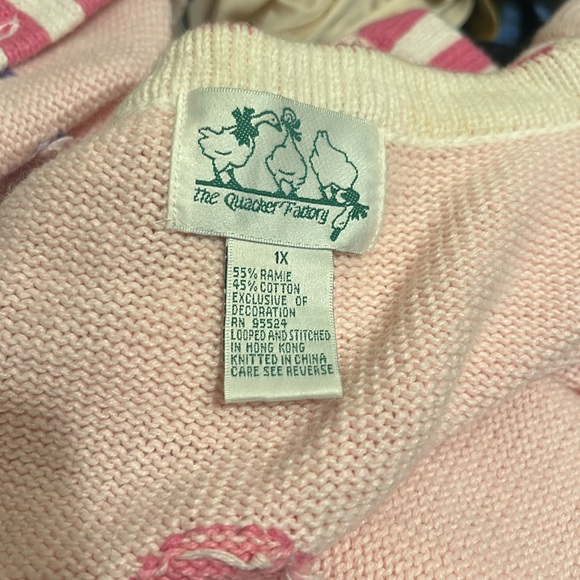 the Quacker Factory
1X
55% RAMIE
45% COTTON
EXCLUSIVE OF
DECORATION
RN 95524
LOOPED AND STITCHED
IN HONG KONG
KNITTED IN CHINA
CARE SEE REVERSE